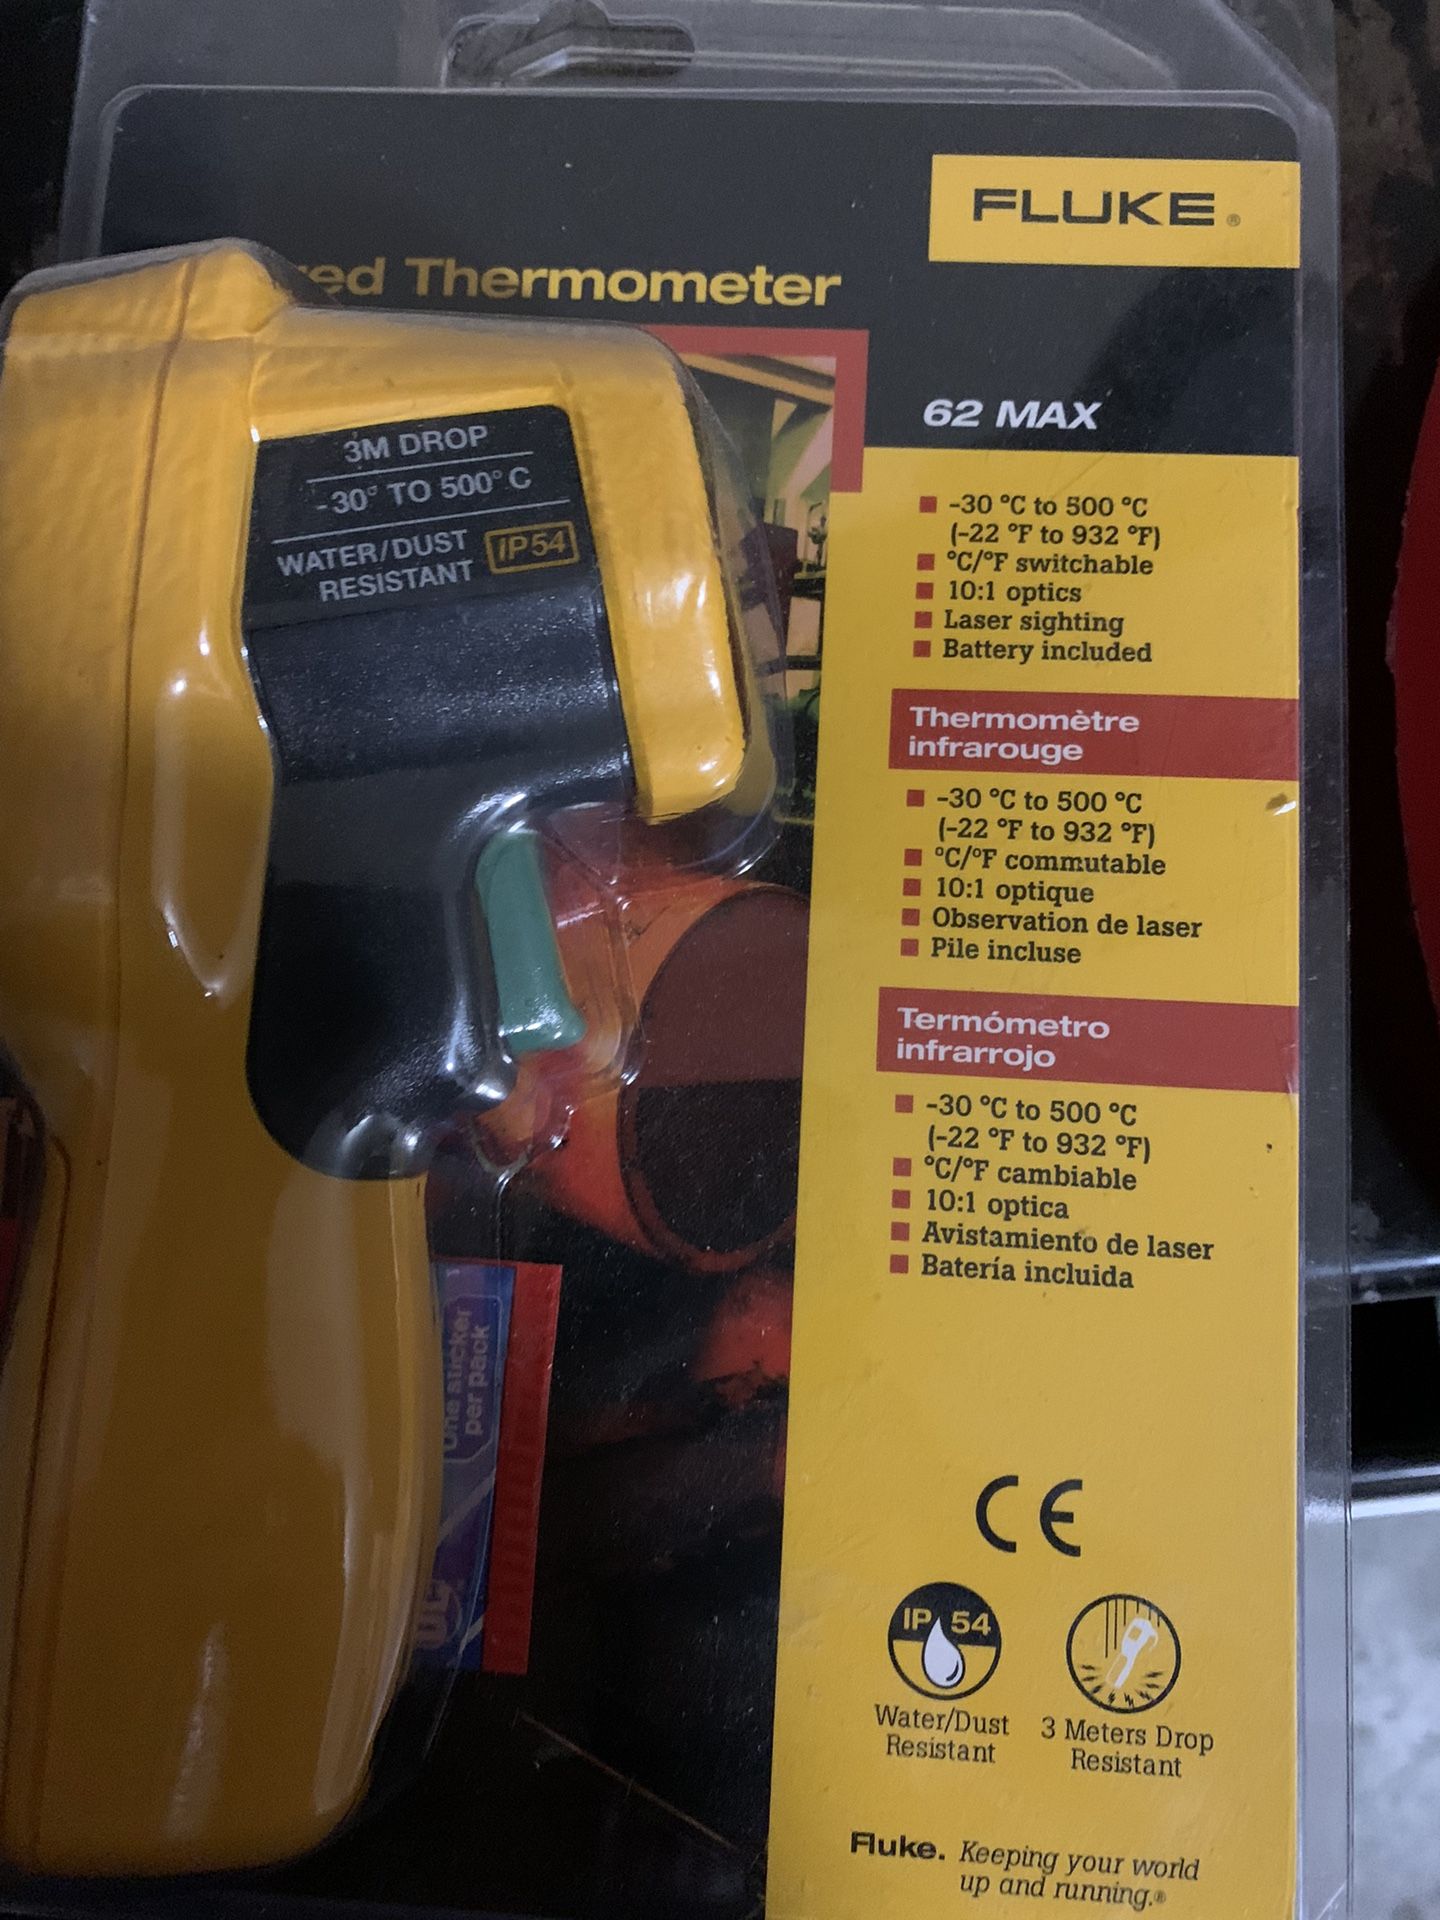 FLUKE®
red Thermometer
62 MAX
3M DROP
-30° TO 500° C
WATER/DUST
RESISTANT
IP54
-30 °C to 500 °C
(-22 °F to 932 °F)
°C/°F switchable
10:1 optics
Laser sighting
Battery included
Thermomètre
infrarouge
-30 °C to 500 °C
(-22 °F to 932 °F)
°C/°F commutable
10:1 optique
Observation de laser
Pile incluse
Termómetro
infrarrojo
-30 °C to 500 °C
(-22 °F to 932 °F)
°C/°F cambiable
10:1 optica
Avistamiento de laser
Batería incluida
One sticker
per pack
CE
IP 54
Water/Dust
Resistant
3 Meters Drop
Resistant
Fluke. Keeping your world
up and running.®